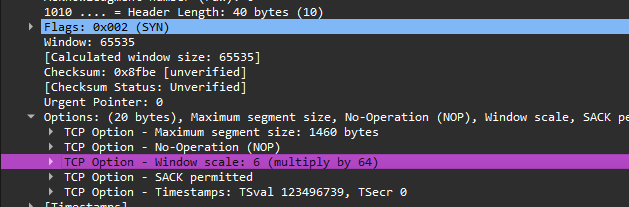 1010 .... = Header Length: 40 bytes (10)
Flags: 0x002 (SYN)
Window: 65535
[Calculated window size: 65535]
Checksum: 0x8fbe [unverified]
[Checksum Status: Unverified]
Urgent Pointer: 0
Options: (20 bytes), Maximum segment size, No-Operation (NOP), Window scale, SACK
TCP Option - Maximum segment size: 1460 bytes
TCP Option - No-Operation (NOP)
TCP Option - Window scale: 6 (multiply by 64)
TCP Option - SACK permitted
TCP Option - Timestamps: TSval 123496739, TSecr 0
[Timestamps]